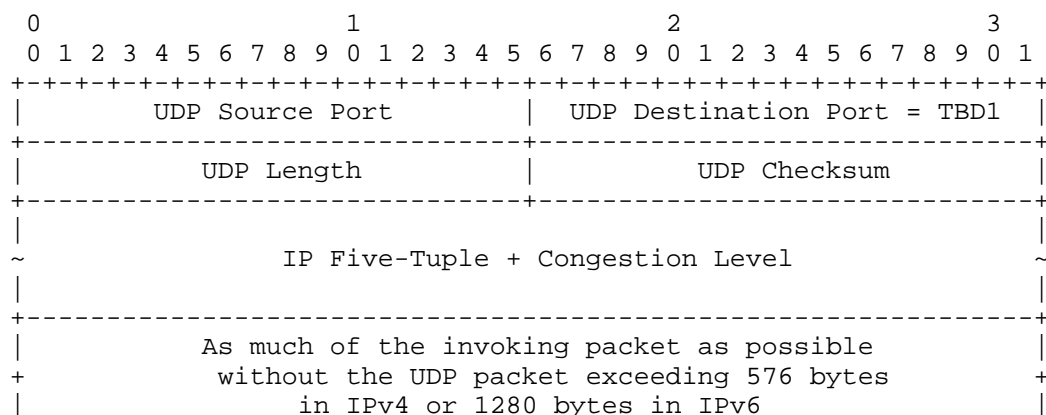 0                   1                   2                   3
 0 1 2 3 4 5 6 7 8 9 0 1 2 3 4 5 6 7 8 9 0 1 2 3 4 5 6 7 8 9 0 1
+-+-+-+-+-+-+-+-+-+-+-+-+-+-+-+-+-+-+-+-+-+-+-+-+-+-+-+-+-+-+-+-+
|        UDP Source Port        |  UDP Destination Port = TBD1  |
+-------------------------------+-------------------------------+
|           UDP Length          |          UDP Checksum         |
+-------------------------------+-------------------------------+
|                                                               |
~                IP Five-Tuple + Congestion Level               ~
|                                                               |
+---------------------------------------------------------------+
|           As much of the invoking packet as possible          |
+            without the UDP packet exceeding 576 bytes         +
|                 in IPv4 or 1280 bytes in IPv6                 |